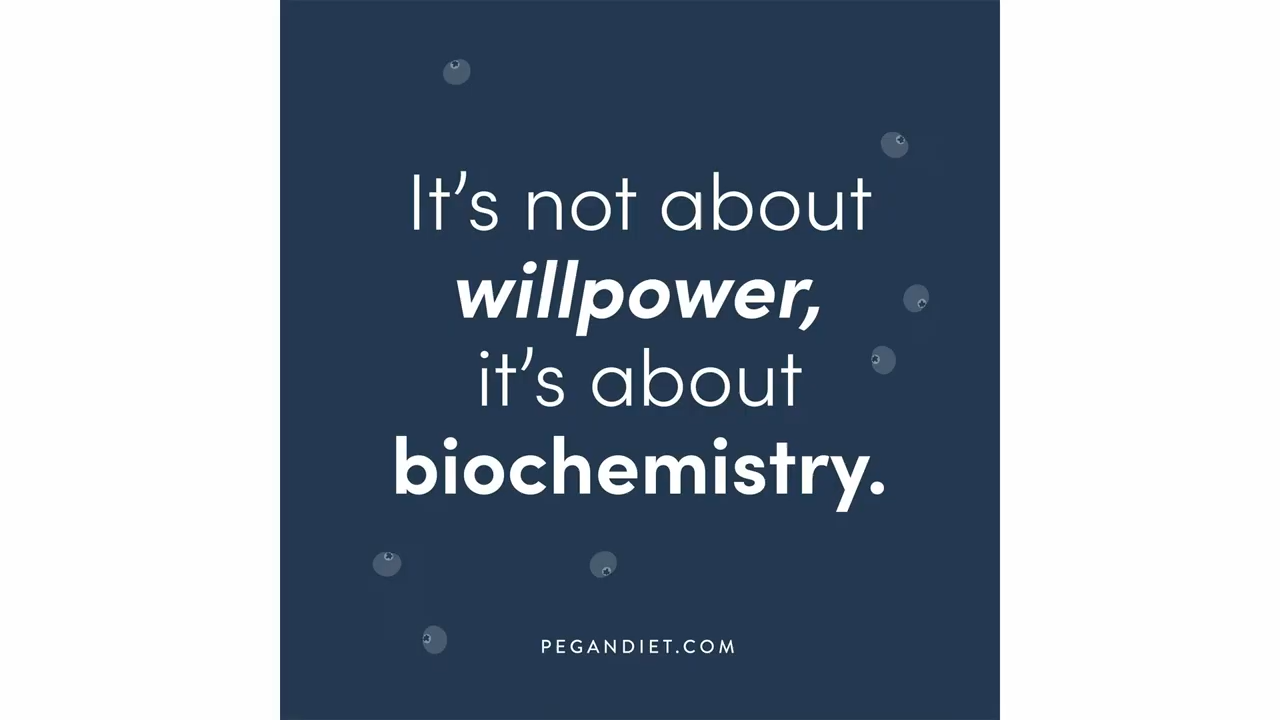 It’s not about
willpower,
it’s about
biochemistry.
PEGANDIET.COM